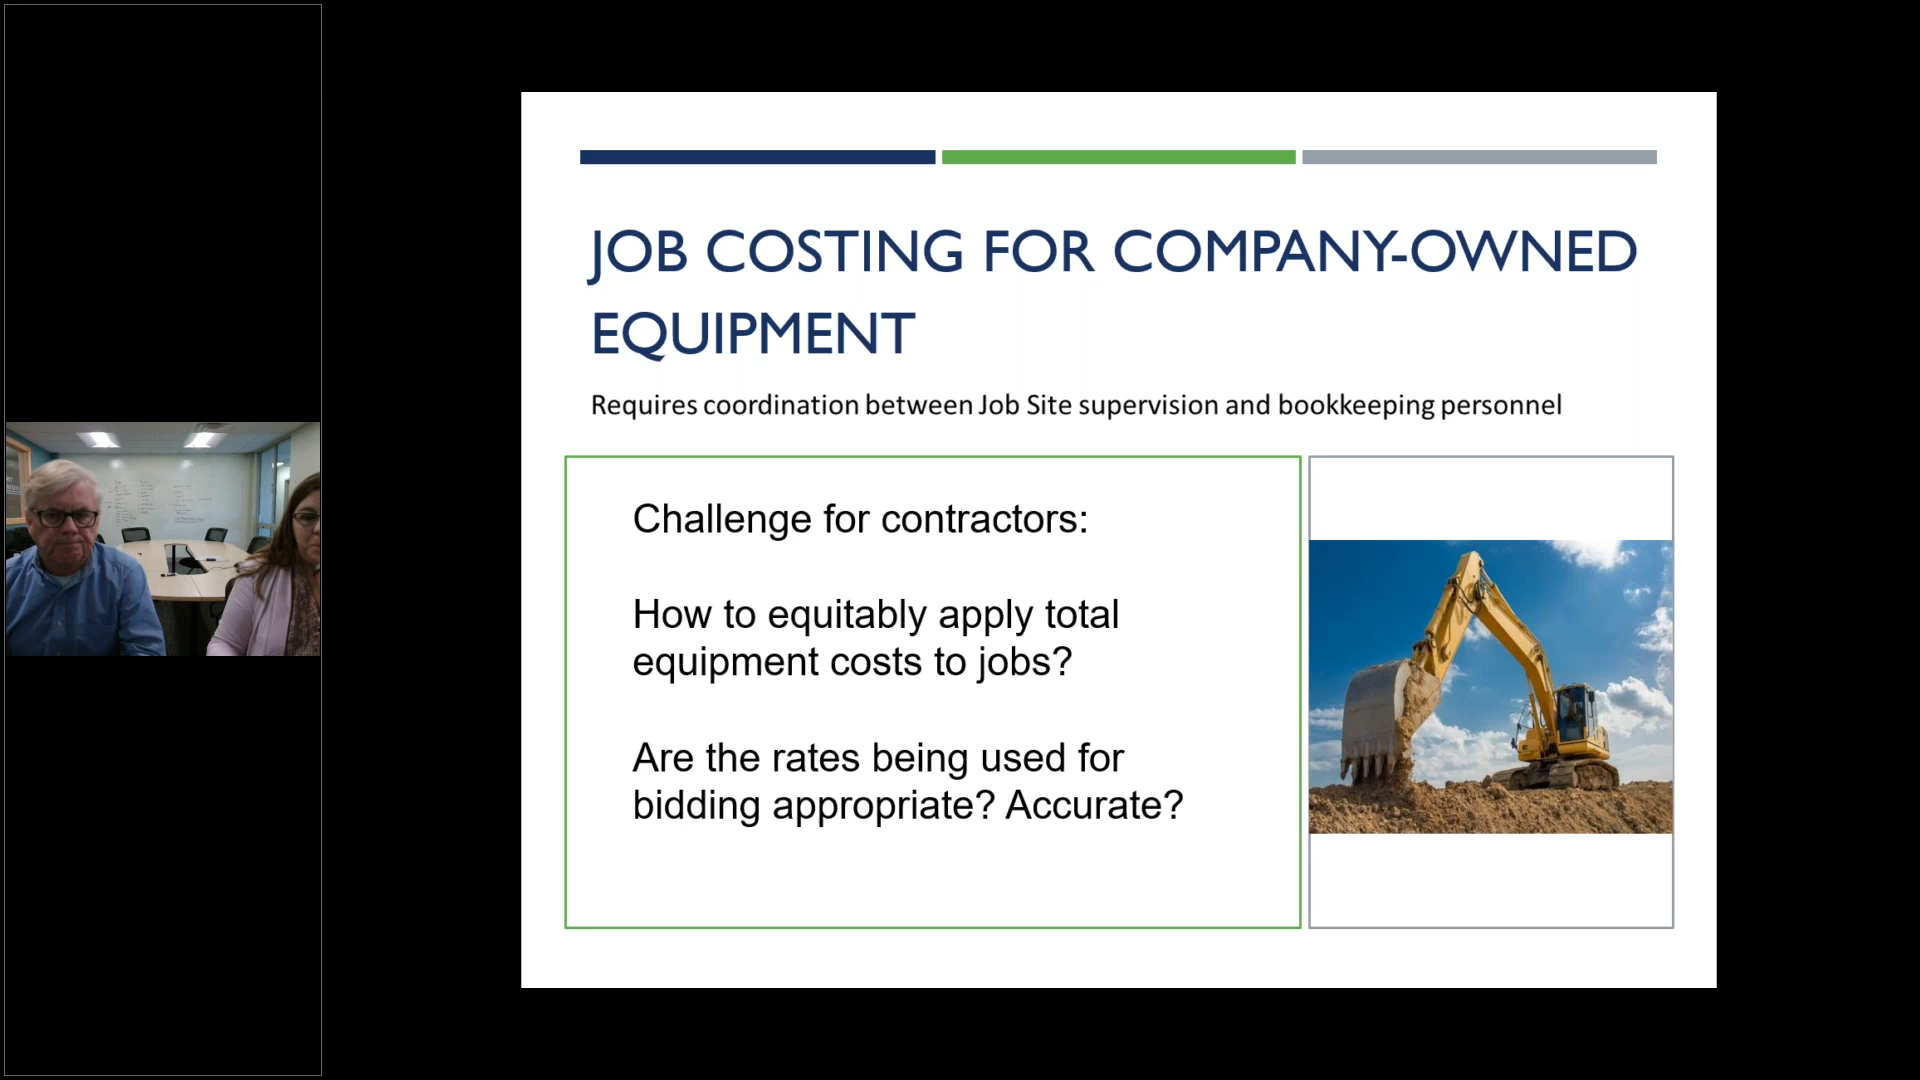 JOB COSTING FOR COMPANY-OWNED
EQUIPMENT
Requires coordination between Job Site supervision and bookkeeping personnel
Challenge for contractors:
How to equitably apply total
equipment costs to jobs?
Are the rates being used for
bidding appropriate? Accurate?